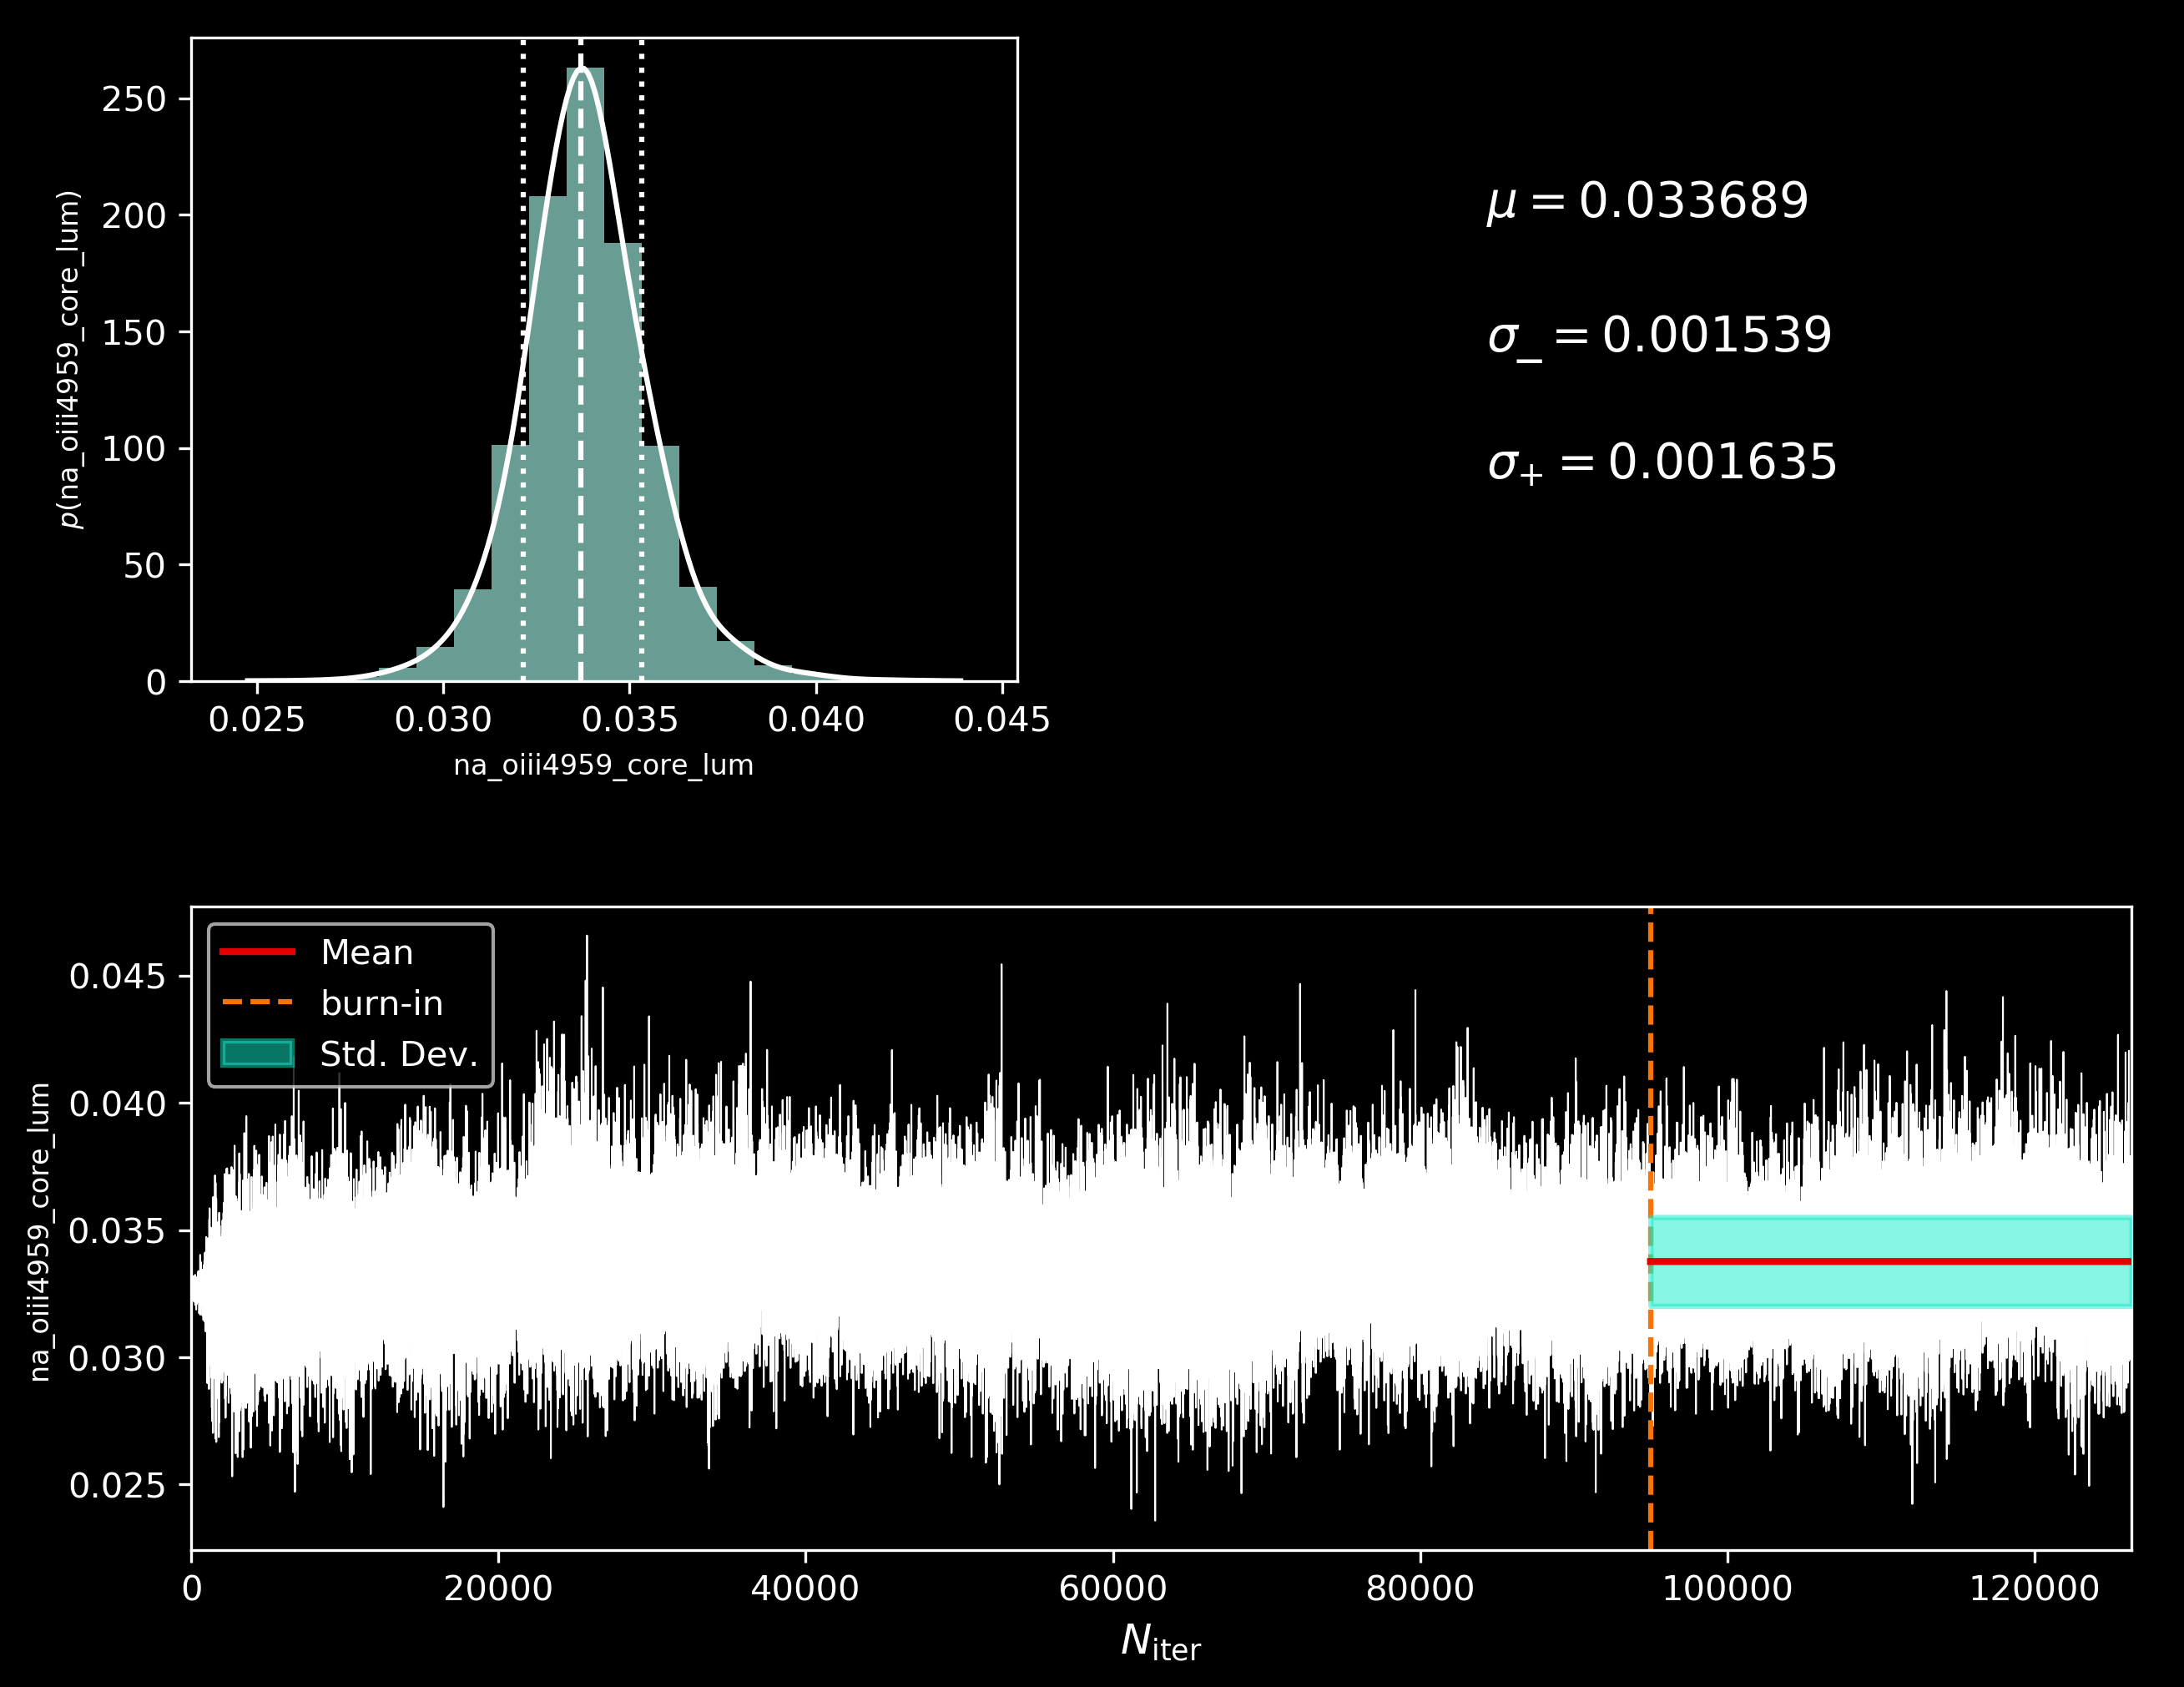 250
200
150
100
50
0
p(na_oiii4959_core_lum)
0.025 0.030 0.035 0.040 0.045
na_oiii4959_core_lum
μ = 0.033689
σ_ = 0.001539
σ+ = 0.001635
Mean
burn-in
Std. Dev.
0.045
0.040
0.035
0.030
0.025
na_oiii4959_core_lum
0 20000 40000 60000 80000 100000 120000
Niter